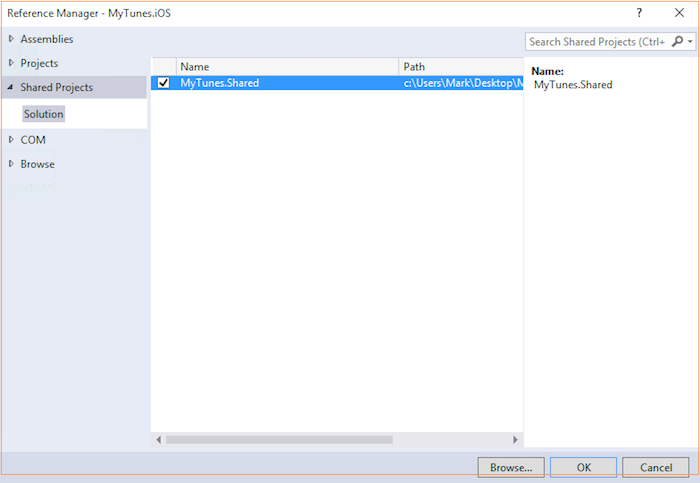 Reference Manager - MyTunes.iOS
Assemblies
Search Shared Projects (Ctrl+
Projects
Name
Path
Name:
Shared Projects
MyTunes.Shared
c:\Users\Mark\Desktop\M
MyTunes.Shared
Solution
COM
Browse
Browse...
OK
Cancel